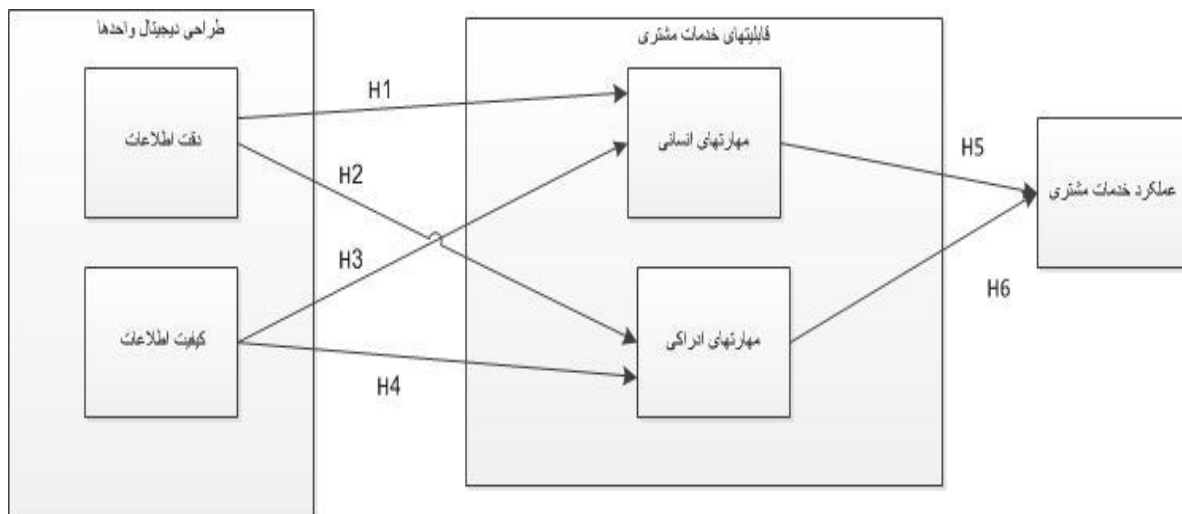 طراحی دیجیتال واحدها
قابلیتهای خدمات مشتری
دقت اطلاعات
H1
مهارتهای انسانی
H5
H2
عملکرد خدمات مشتری
H3
H6
کیفیت اطلاعات
مهارتهای ادراکی
H4